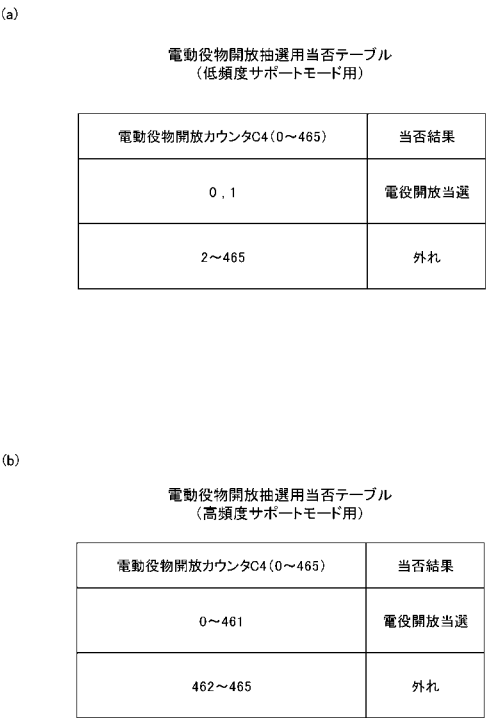 (a)
電動役物開放抽選用当否テーブル
(低頻度サポートモード用)
電動役物開放カウンタC4(0～465) 当否結果
0 , 1 電役開放当選
2～465 外れ
(b)
電動役物開放抽選用当否テーブル
(高頻度サポートモード用)
電動役物開放カウンタC4(0～465) 当否結果
0～461 電役開放当選
462～465 外れ